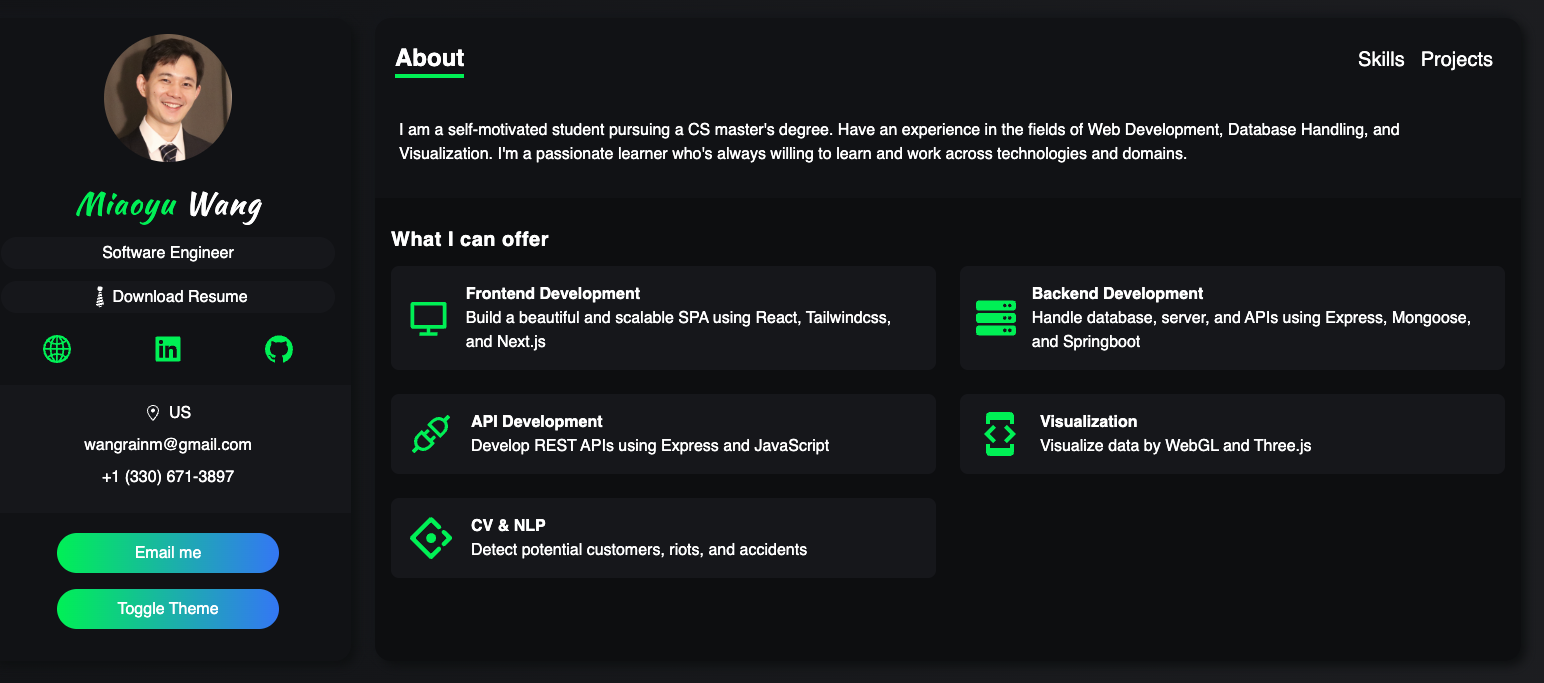 Miaoyu Wang
Software Engineer
Download Resume
US
wangrainm@gmail.com
+1 (330) 671-3897
Email me
Toggle Theme
About
Skills Projects
I am a self-motivated student pursuing a CS master's degree. Have an experience in the fields of Web Development, Database Handling, and
Visualization. I'm a passionate learner who's always willing to learn and work across technologies and domains.
What I can offer
Frontend Development
Build a beautiful and scalable SPA using React, Tailwindcss,
and Next.js
Backend Development
Handle database, server, and APIs using Express, Mongoose,
and Springboot
API Development
Develop REST APIs using Express and JavaScript
Visualization
Visualize data by WebGL and Three.js
CV & NLP
Detect potential customers, riots, and accidents